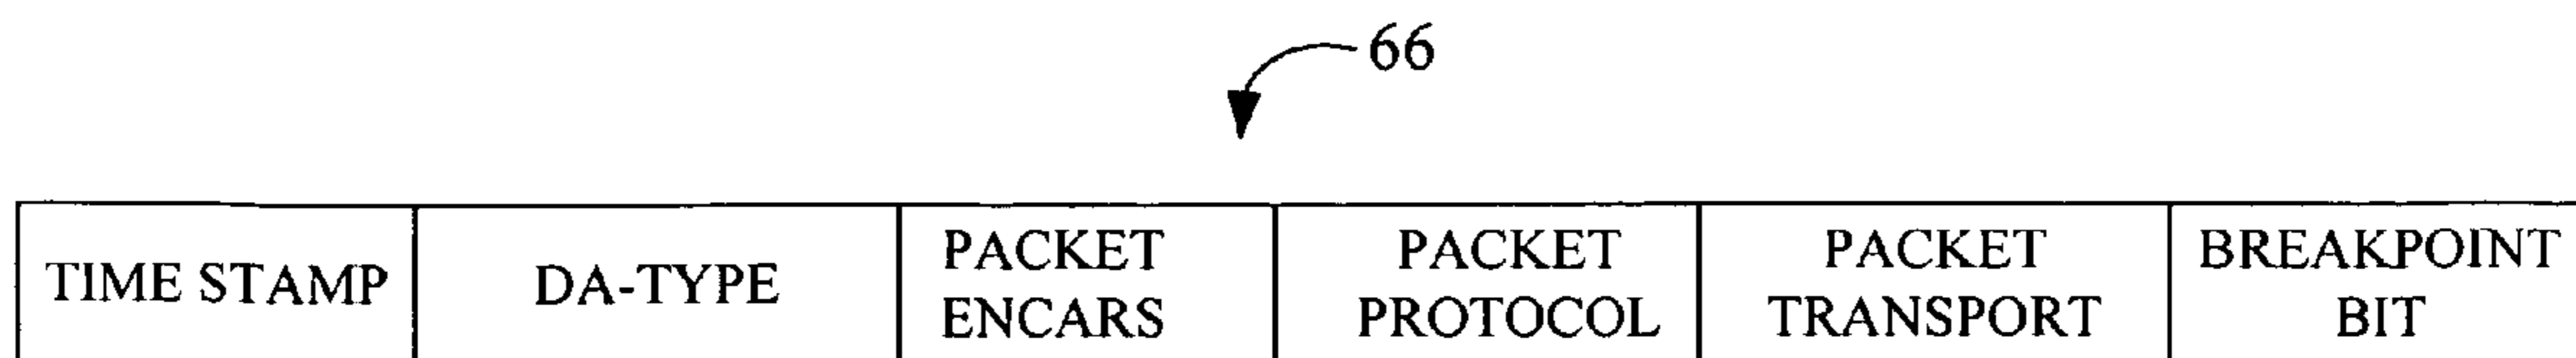 66
TIME STAMP
DA-TYPE
PACKET
ENCARS
PACKET
PROTOCOL
PACKET
TRANSPORT
BREAKPOINT
BIT